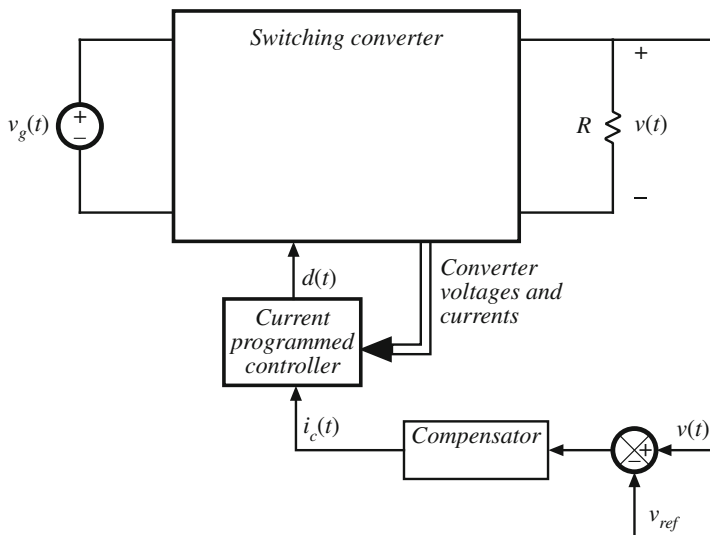 Switching converter
+
v_g(t)
+
−
R
v(t)
−
d(t)
Converter
voltages and
currents
Current
programmed
controller
i_c(t)
Compensator
+
−
v(t)
v_ref